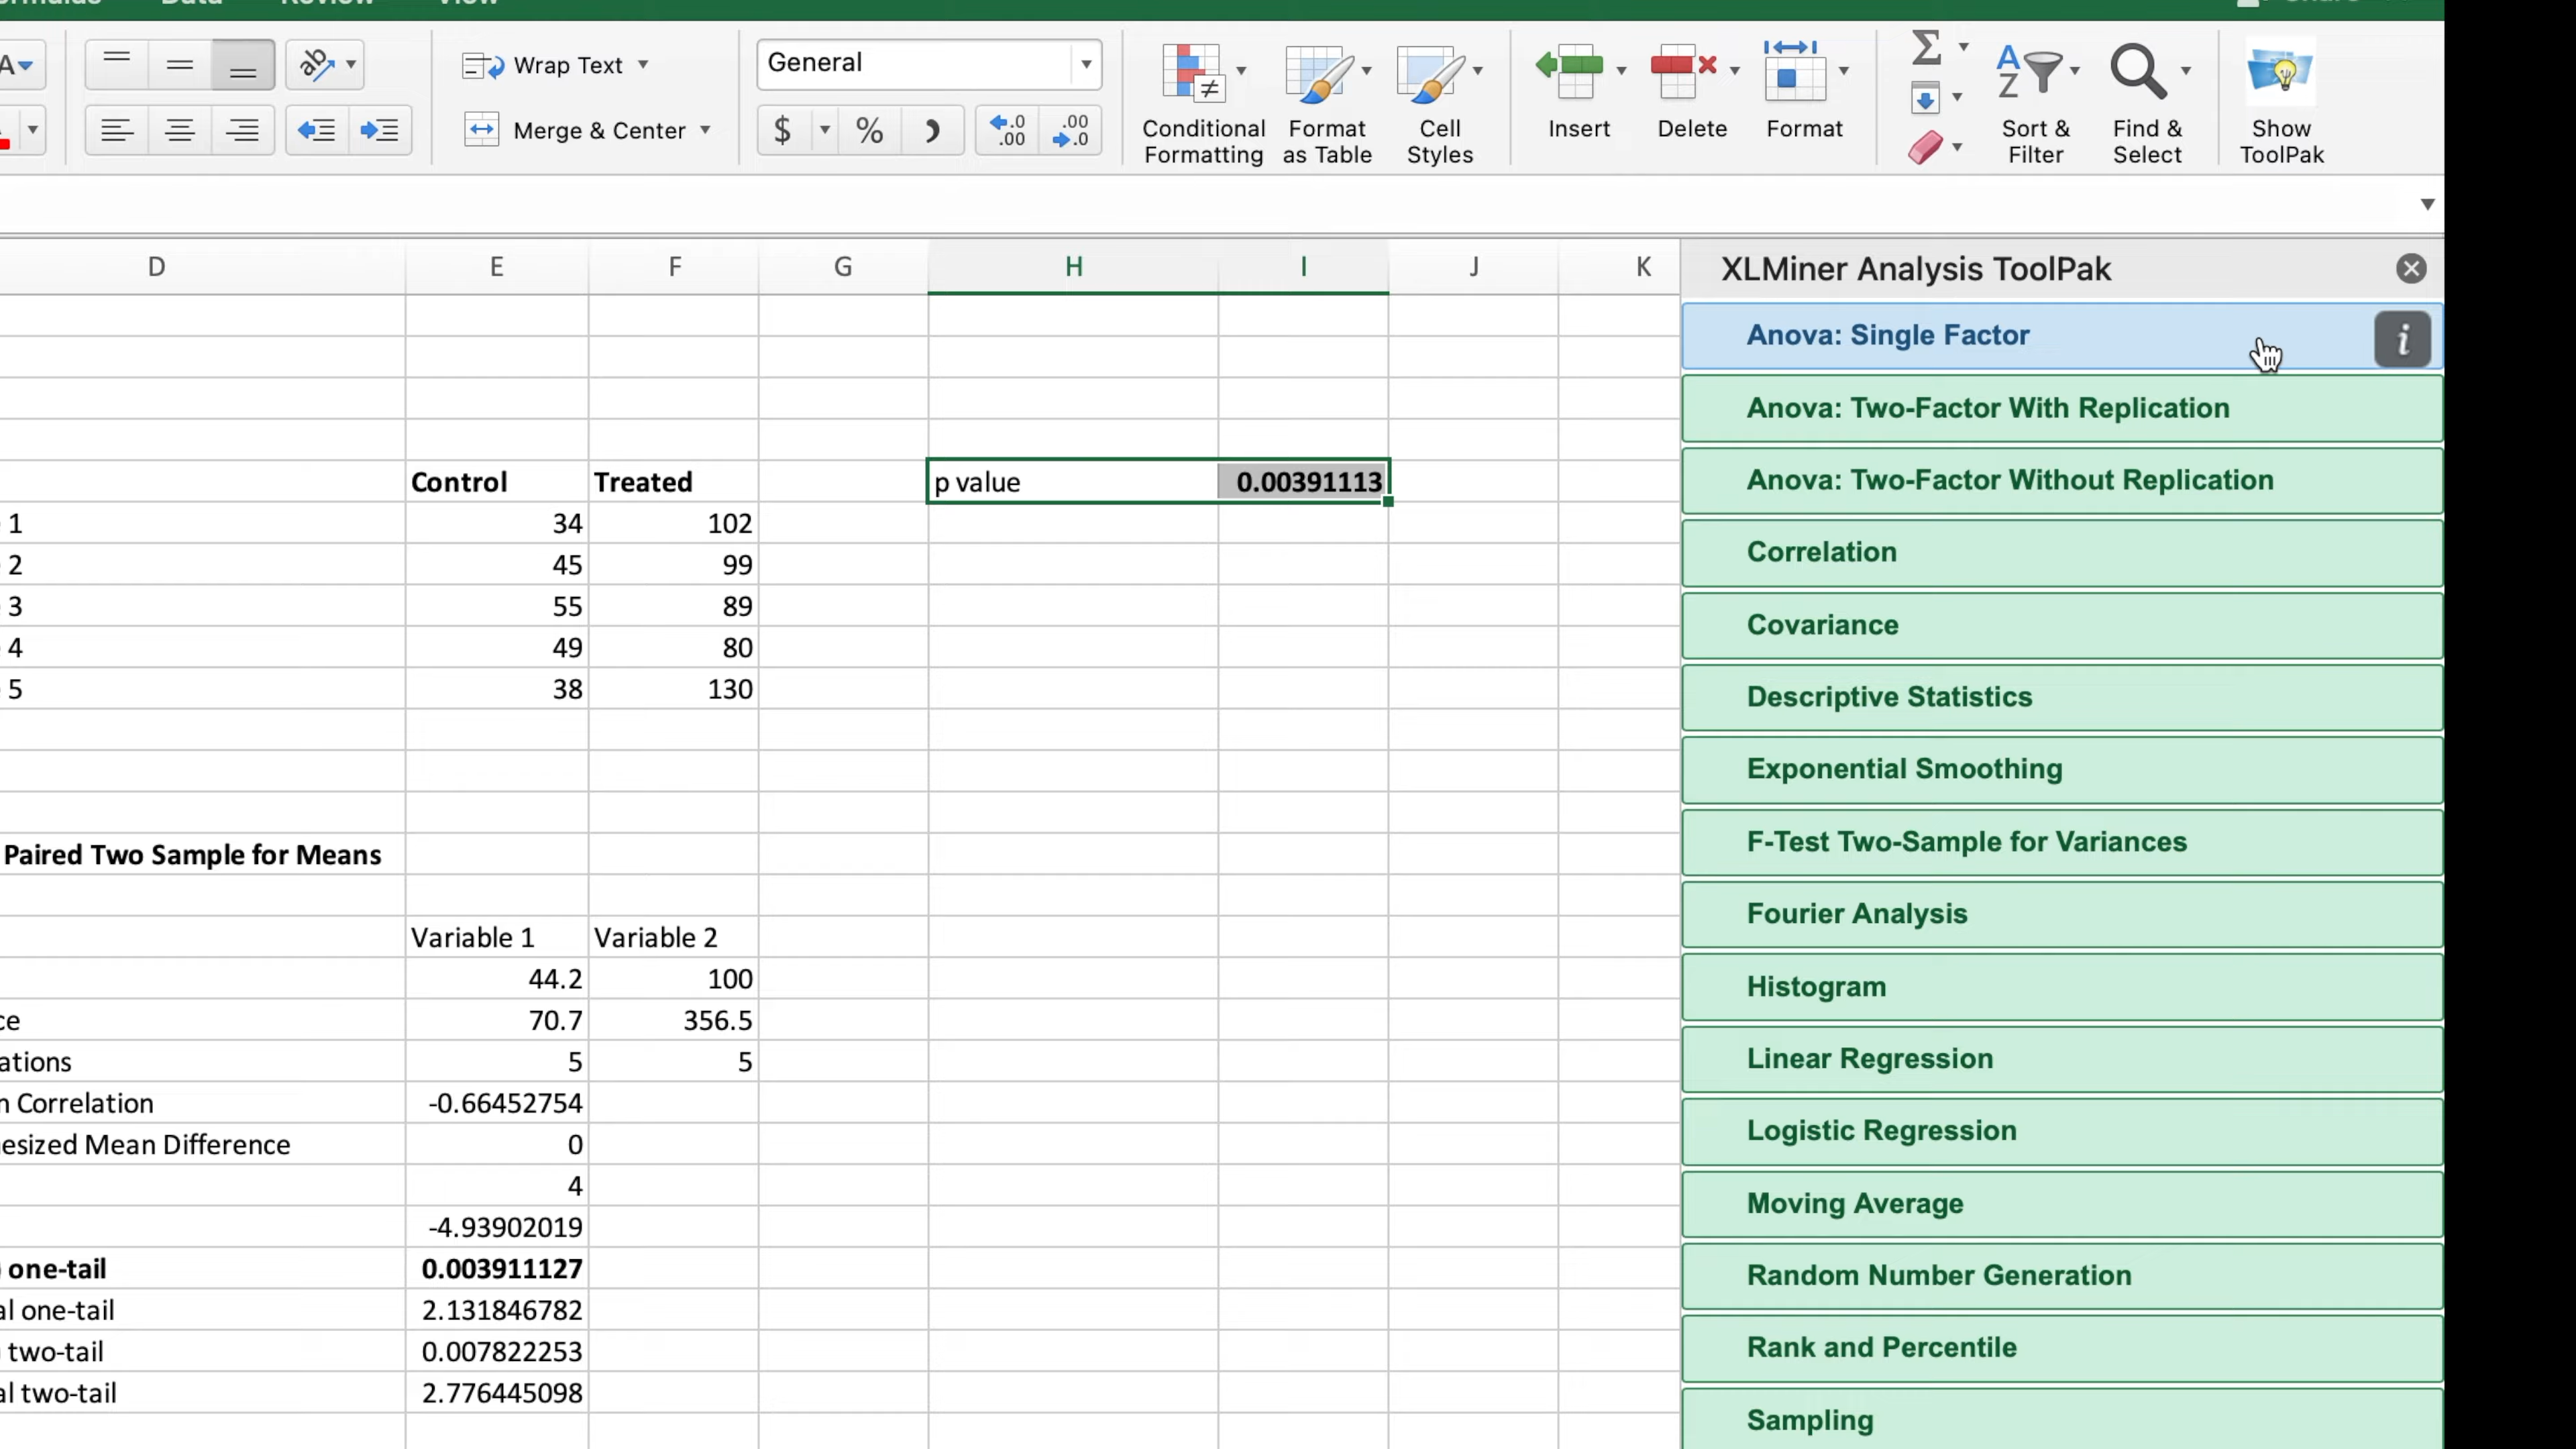 Data
View
Wrap Text
Merge & Center
General
$
%
Conditional
Formatting
Format
as Table
Cell
Styles
Insert
Delete
Format
Sort &
Filter
Find &
Select
Show
ToolPak
D E F G H I J K
XLMiner Analysis ToolPak
Anova: Single Factor
Anova: Two-Factor With Replication
Anova: Two-Factor Without Replication
Correlation
Covariance
Descriptive Statistics
Exponential Smoothing
F-Test Two-Sample for Variances
Fourier Analysis
Histogram
Linear Regression
Logistic Regression
Moving Average
Random Number Generation
Rank and Percentile
Sampling
Control Treated p value 0.00391113
1 34 102
2 45 99
3 55 89
4 49 80
5 38 130
Paired Two Sample for Means
Variable 1 Variable 2
44.2 100
ce 70.7 356.5
ations 5 5
n Correlation -0.66452754
esized Mean Difference 0
4
-4.93902019
one-tail 0.003911127
al one-tail 2.131846782
two-tail 0.007822253
al two-tail 2.776445098